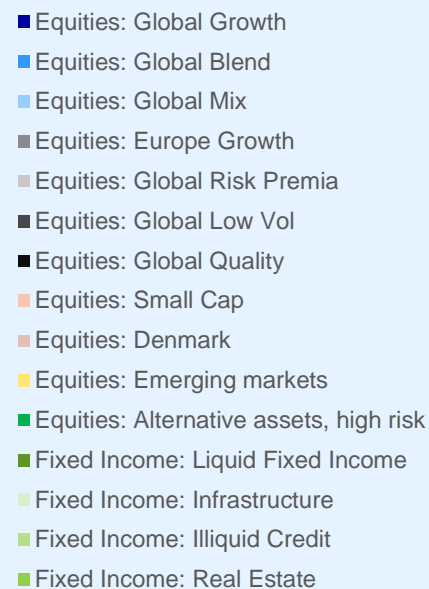 Equities: Global Growth
Equities: Global Blend
Equities: Global Mix
Equities: Europe Growth
Equities: Global Risk Premia
Equities: Global Low Vol
Equities: Global Quality
Equities: Small Cap
Equities: Denmark
Equities: Emerging markets
Equities: Alternative assets, high risk
Fixed Income: Liquid Fixed Income
Fixed Income: Infrastructure
Fixed Income: Illiquid Credit
Fixed Income: Real Estate